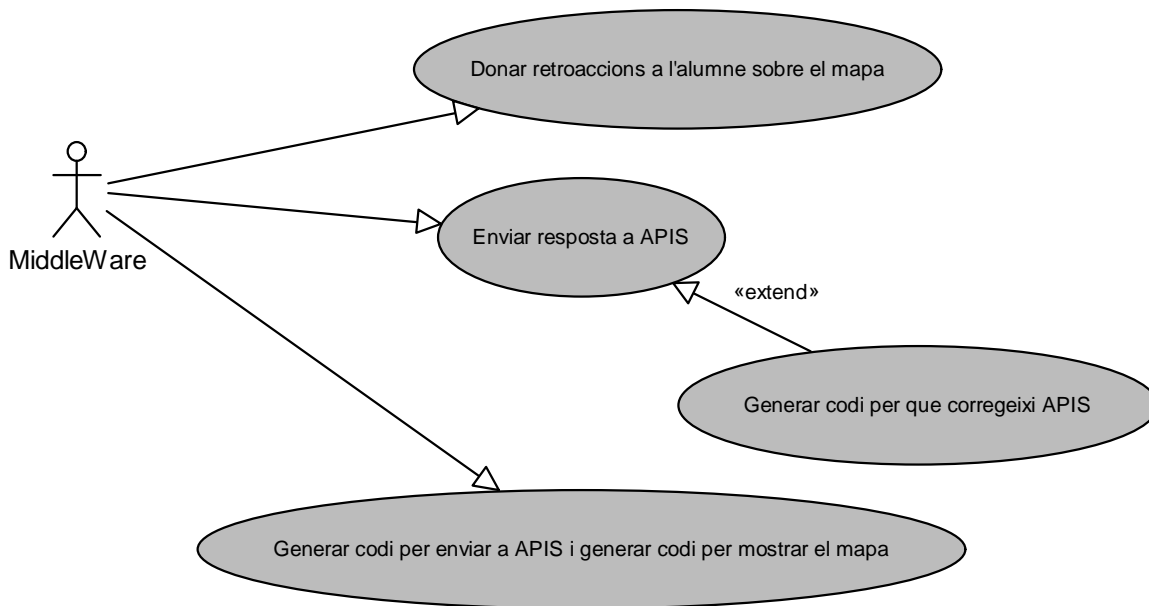 Donar retroaccions a l'alumne sobre el mapa
Enviar resposta a APIS
MiddleWare
«extend»
Generar codi per que corregeixi APIS
Generar codi per enviar a APIS i generar codi per mostrar el mapa